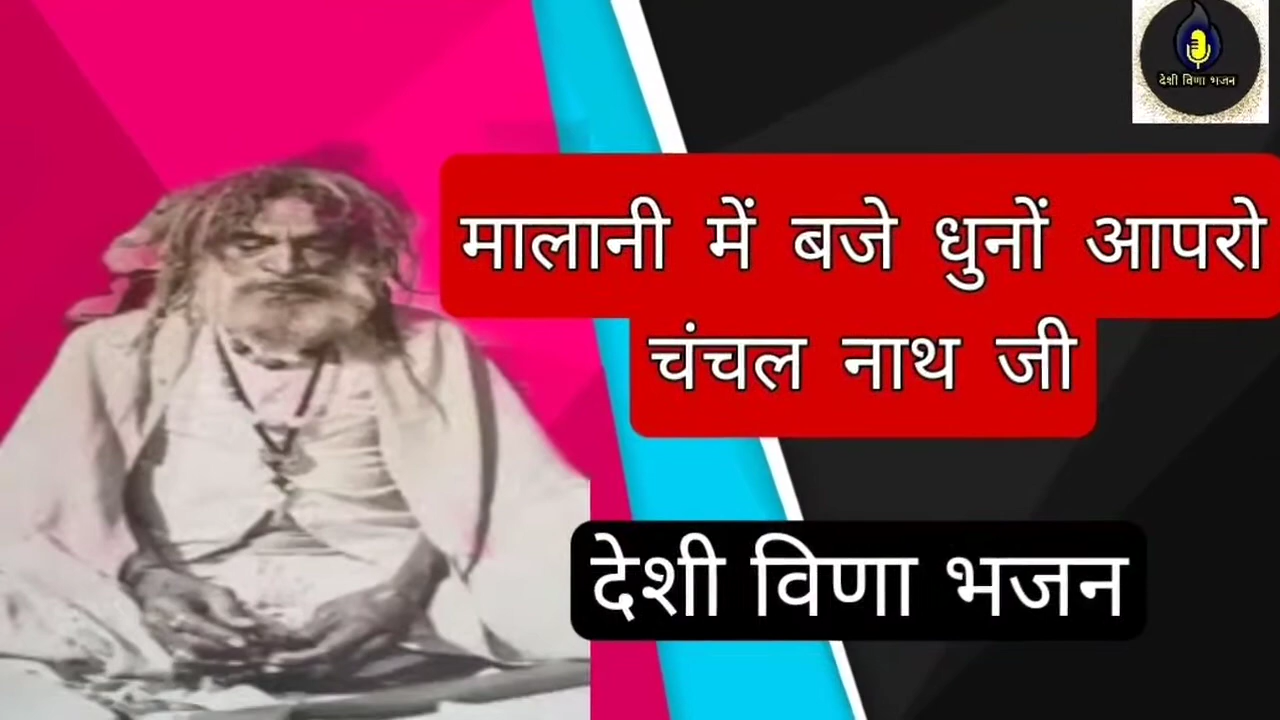 देशी विणा भजन
मालानी में बजे धुनों आपरो
चंचल नाथ जी
देशी विणा भजन